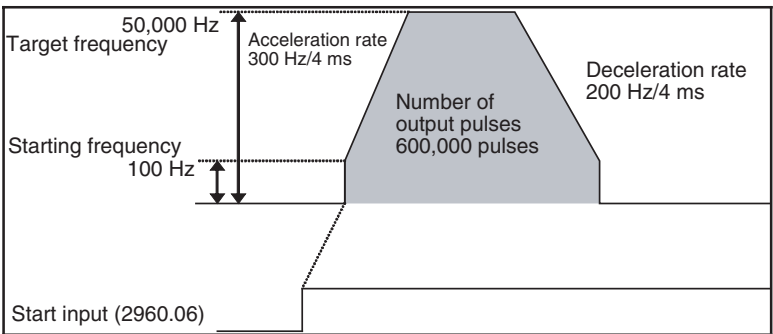 50,000 Hz
Target frequency
Acceleration rate
300 Hz/4 ms
Deceleration rate
200 Hz/4 ms
Number of
output pulses
600,000 pulses
Starting frequency
100 Hz
Start input (2960.06)